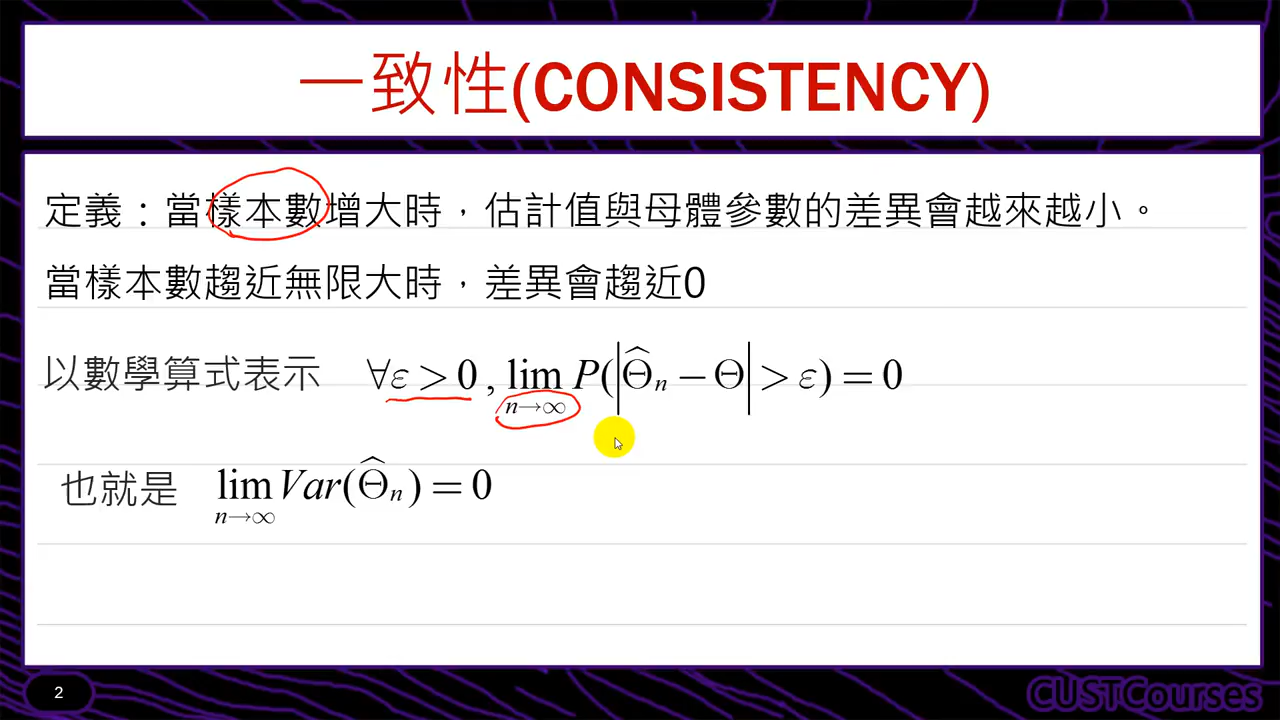 一致性(CONSISTENCY)
定義：當樣本數增大時，估計值與母體參數的差異會越來越小。
當樣本數趨近無限大時，差異會趨近0
以數學算式表示 ∀ε > 0 , lim_{n→∞} P(|Θ̂ₙ − Θ| > ε) = 0
也就是 lim_{n→∞} Var(Θ̂ₙ) = 0
2
CUSTCourses